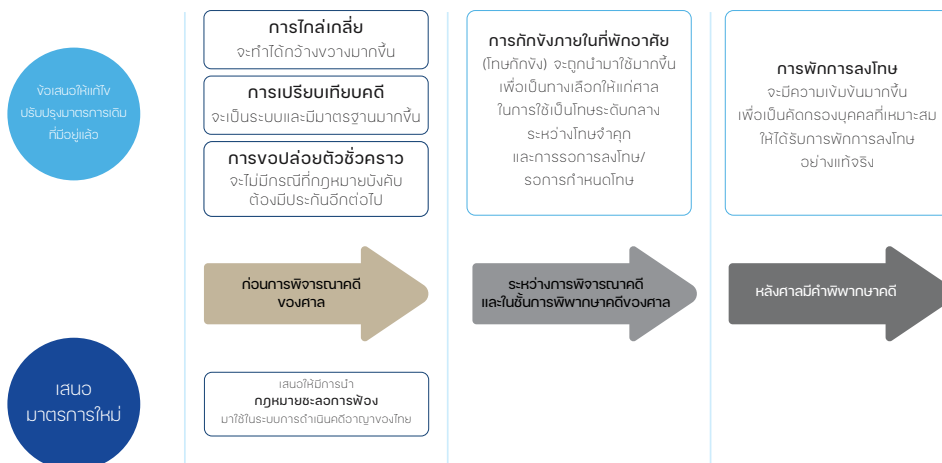 ข้อเสนอให้แก้ไข
ปรับปรุงมาตรการเดิม
ที่มีอยู่แล้ว
การไกล่เกลี่ย
จะทำได้กว้างขวางมากขึ้น
การเปรียบเทียบคดี
จะเป็นระบบและมีมาตรฐานมากขึ้น
การขอปล่อยตัวชั่วคราว
จะไม่มีกรณีที่กฎหมายบังคับ
ต้องมีประกันอีกต่อไป
การกักขังภายในที่พักอาศัย
(โทษกักขัง) จะถูกนำมาใช้มากขึ้น
เพื่อเป็นทางเลือกให้แก่ศาล
ในการใช้เป็นโทษระดับกลาง
ระหว่างโทษจำคุก
และการรอการลงโทษ/
รอการกำหนดโทษ
การพักการลงโทษ
จะมีความเข้มข้นมากขึ้น
เพื่อเป็นคัดกรองบุคคลที่เหมาะสม
ให้ได้รับการพักการลงโทษ
อย่างแท้จริง
ก่อนการพิจารณาคดี
ของศาล
ระหว่างการพิจารณาคดี
และในชั้นการพิพากษาคดีของศาล
หลังศาลมีคำพิพากษาคดี
เสนอ
มาตรการใหม่
เสนอให้มีการนำ
กฎหมายชะลอการฟ้อง
มาใช้ในระบบการดำเนินคดีอาญาของไทย